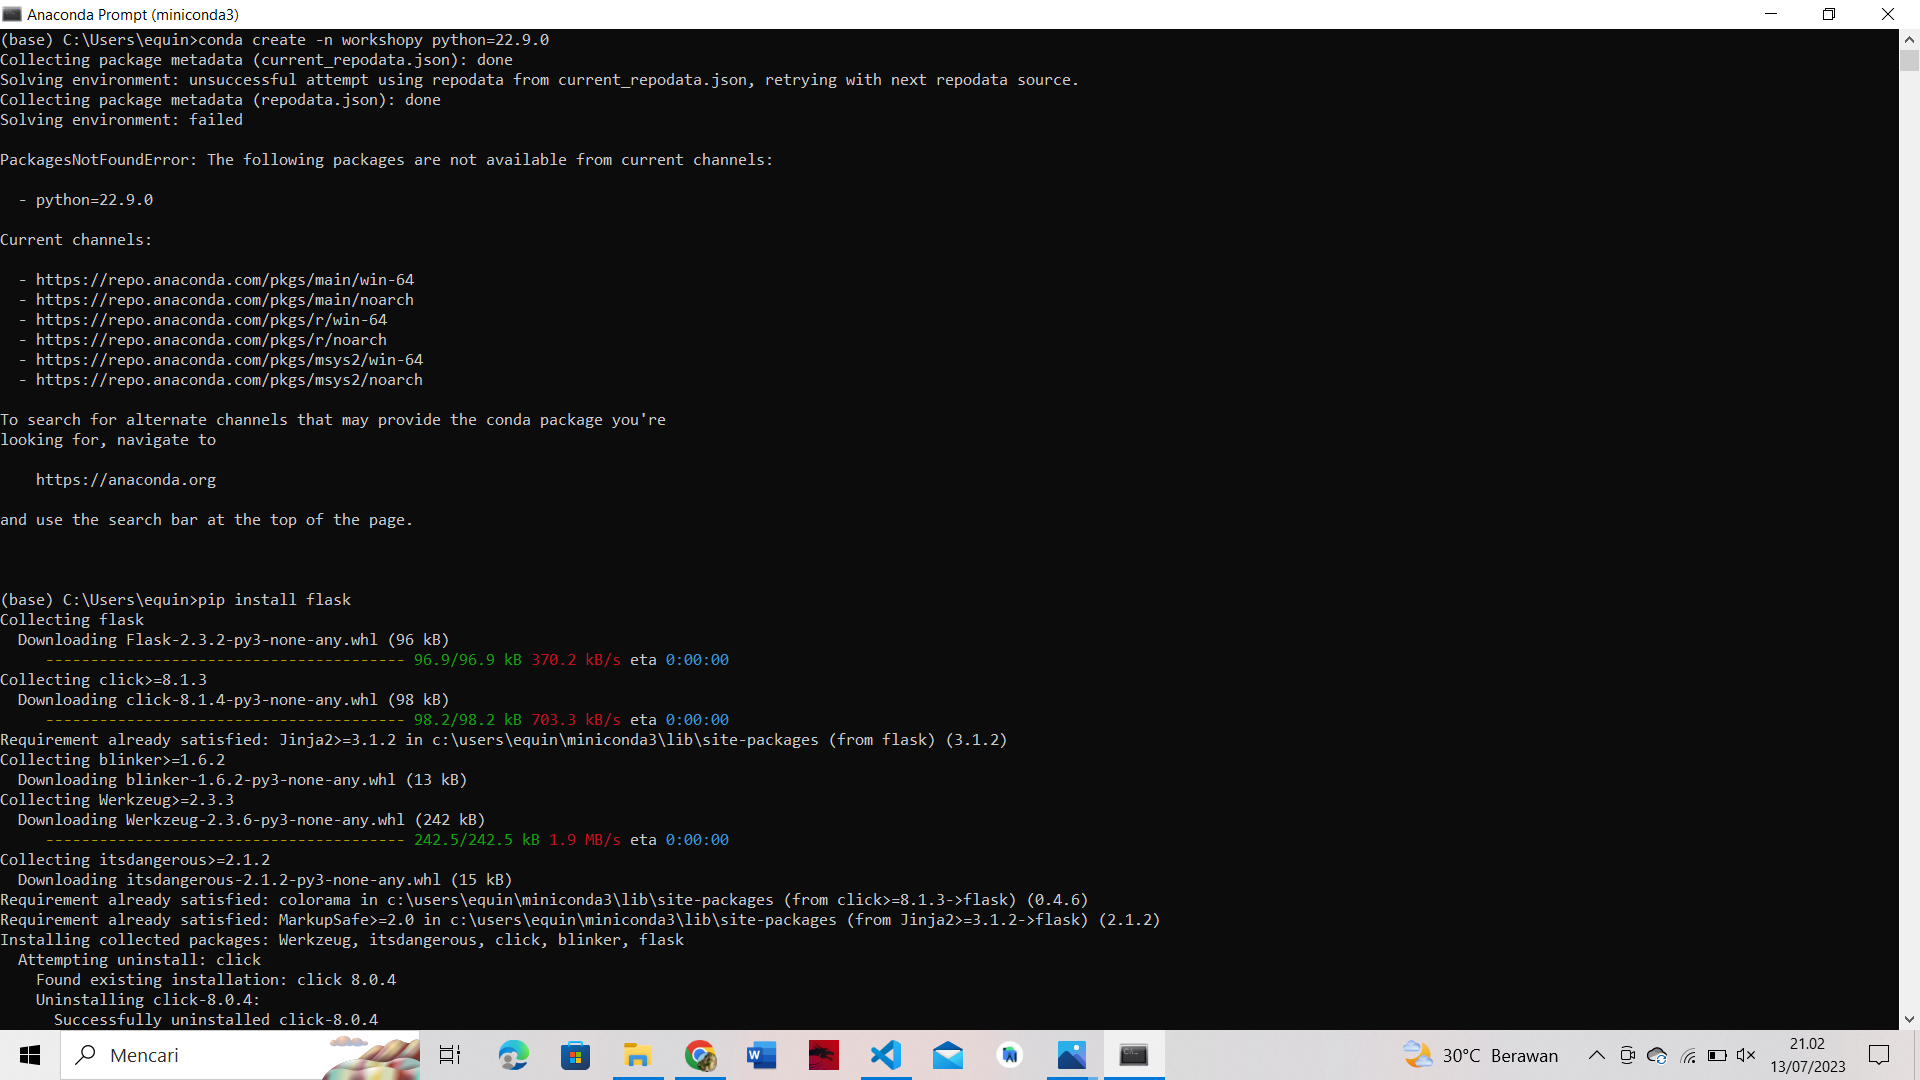 Anaconda Prompt (miniconda3)
(base) C:\Users\equin>conda create -n workshopy python=22.9.0
Collecting package metadata (current_repodata.json): done
Solving environment: unsuccessful attempt using repodata from current_repodata.json, retrying with next repodata source.
Collecting package metadata (repodata.json): done
Solving environment: failed
PackagesNotFoundError: The following packages are not available from current channels:
- python=22.9.0
Current channels:
- https://repo.anaconda.com/pkgs/main/win-64
- https://repo.anaconda.com/pkgs/main/noarch
- https://repo.anaconda.com/pkgs/r/win-64
- https://repo.anaconda.com/pkgs/r/noarch
- https://repo.anaconda.com/pkgs/msys2/win-64
- https://repo.anaconda.com/pkgs/msys2/noarch
To search for alternate channels that may provide the conda package you're
looking for, navigate to
https://anaconda.org
and use the search bar at the top of the page.
(base) C:\Users\equin>pip install flask
Collecting flask
Downloading Flask-2.3.2-py3-none-any.whl (96 kB)
---------------------------------------- 96.9/96.9 kB 370.2 kB/s eta 0:00:00
Collecting click>=8.1.3
Downloading click-8.1.4-py3-none-any.whl (98 kB)
---------------------------------------- 98.2/98.2 kB 703.3 kB/s eta 0:00:00
Requirement already satisfied: Jinja2>=3.1.2 in c:\users\equin\miniconda3\lib\site-packages (from flask) (3.1.2)
Collecting blinker>=1.6.2
Downloading blinker-1.6.2-py3-none-any.whl (13 kB)
Collecting Werkzeug>=2.3.3
Downloading Werkzeug-2.3.6-py3-none-any.whl (242 kB)
---------------------------------------- 242.5/242.5 kB 1.9 MB/s eta 0:00:00
Collecting itsdangerous>=2.1.2
Downloading itsdangerous-2.1.2-py3-none-any.whl (15 kB)
Requirement already satisfied: colorama in c:\users\equin\miniconda3\lib\site-packages (from click>=8.1.3->flask) (0.4.6)
Requirement already satisfied: MarkupSafe>=2.0 in c:\users\equin\miniconda3\lib\site-packages (from Jinja2>=3.1.2->flask) (2.1.2)
Installing collected packages: Werkzeug, itsdangerous, click, blinker, flask
Attempting uninstall: click
Found existing installation: click 8.0.4
Uninstalling click-8.0.4:
Successfully uninstalled click-8.0.4
Mencari
30°C Berawan
21.02
13/07/2023